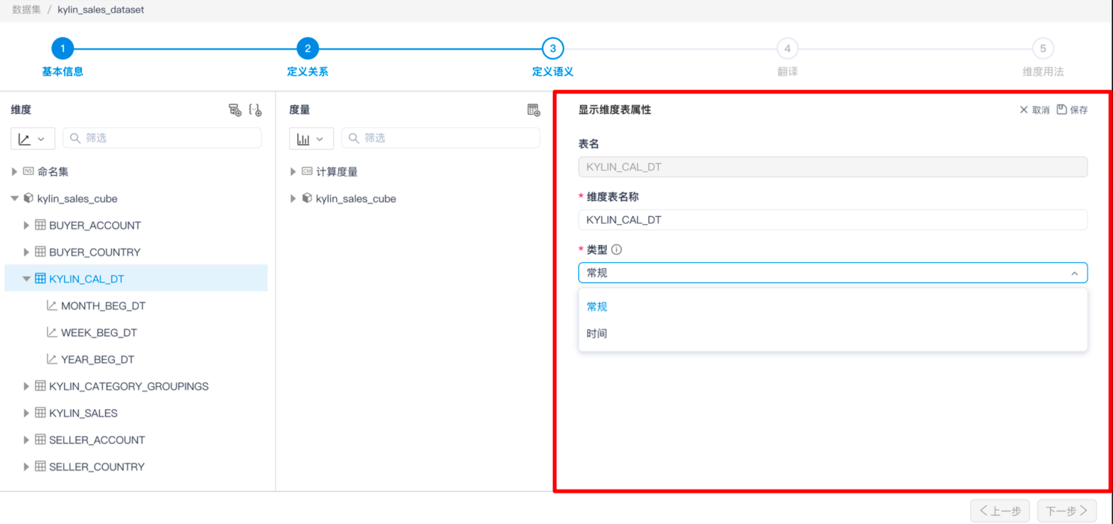 数据集 / kylin_sales_dataset
1 2 3 4 5
基本信息 定义关系 定义语义 翻译 维度用法
维度
筛选
命名集
kylin_sales_cube
BUYER_ACCOUNT
BUYER_COUNTRY
KYLIN_CAL_DT
MONTH_BEG_DT
WEEK_BEG_DT
YEAR_BEG_DT
KYLIN_CATEGORY_GROUPINGS
KYLIN_SALES
SELLER_ACCOUNT
SELLER_COUNTRY
度量
筛选
计算度量
kylin_sales_cube
显示维度表属性 取消 保存
表名
KYLIN_CAL_DT
* 维度表名称
KYLIN_CAL_DT
* 类型
常规
常规
时间
上一步 下一步